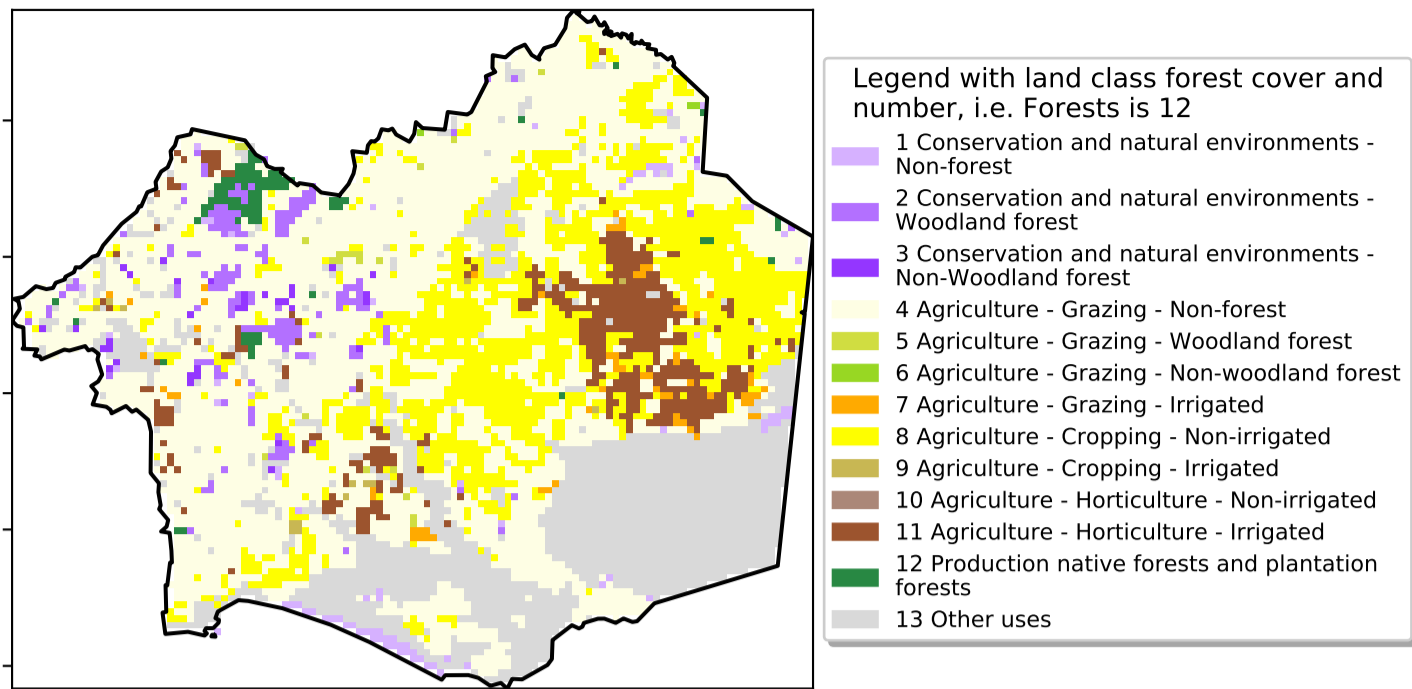 Legend with land class forest cover and
number, i.e. Forests is 12
1 Conservation and natural environments -
Non-forest
2 Conservation and natural environments -
Woodland forest
3 Conservation and natural environments -
Non-Woodland forest
4 Agriculture - Grazing - Non-forest
5 Agriculture - Grazing - Woodland forest
6 Agriculture - Grazing - Non-woodland forest
7 Agriculture - Grazing - Irrigated
8 Agriculture - Cropping - Non-irrigated
9 Agriculture - Cropping - Irrigated
10 Agriculture - Horticulture - Non-irrigated
11 Agriculture - Horticulture - Irrigated
12 Production native forests and plantation
forests
13 Other uses